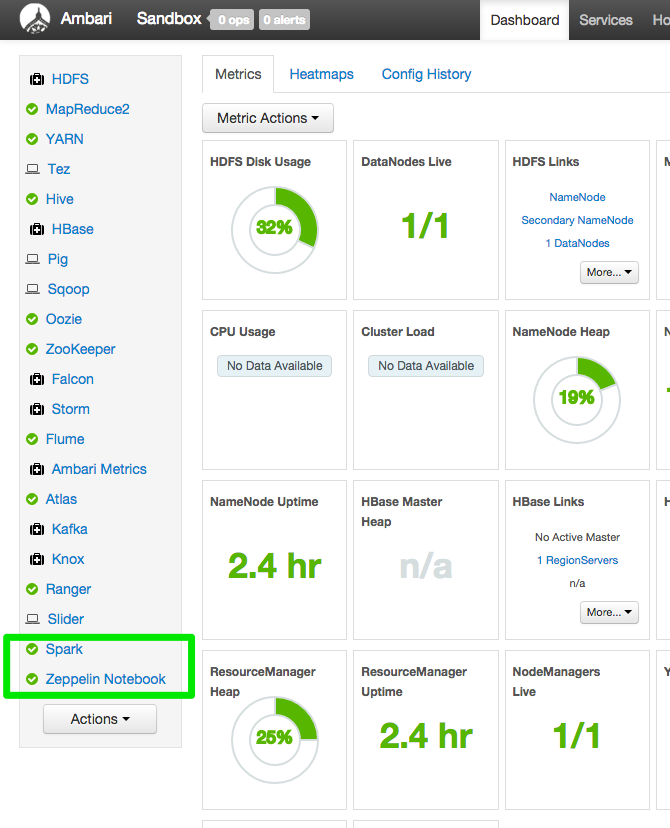 Ambari Sandbox 0 ops 0 alerts Dashboard Services
HDFS
MapReduce2
YARN
Tez
Hive
HBase
Pig
Sqoop
Oozie
ZooKeeper
Falcon
Storm
Flume
Ambari Metrics
Atlas
Kafka
Knox
Ranger
Slider
Spark
Zeppelin Notebook
Actions
Metrics Heatmaps Config History
Metric Actions
HDFS Disk Usage
32%
DataNodes Live
1/1
HDFS Links
NameNode
Secondary NameNode
1 DataNodes
More...
CPU Usage
No Data Available
Cluster Load
No Data Available
NameNode Heap
19%
NameNode Uptime
2.4 hr
HBase Master
Heap
n/a
HBase Links
No Active Master
1 RegionServers
n/a
More...
ResourceManager
Heap
25%
ResourceManager
Uptime
2.4 hr
NodeManagers
Live
1/1